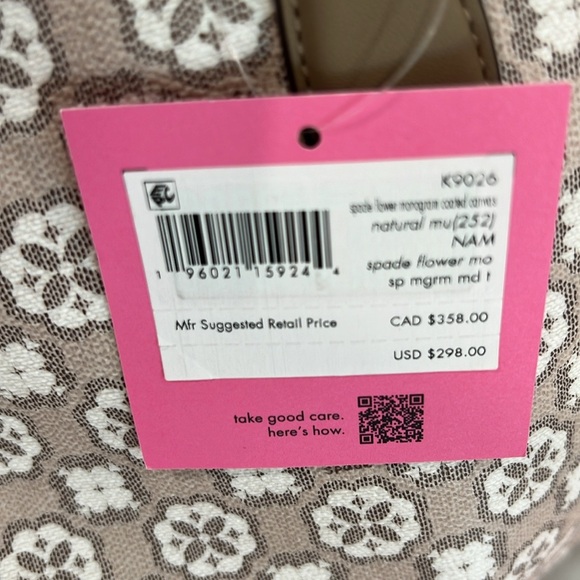 K9026
spade flower monogram coated canvas
natural mu(252)
NAM
spade flower mo
sp mgrm md t
1 96021 15924 4
Mfr Suggested Retail Price CAD $358.00
USD $298.00
take good care.
here's how.